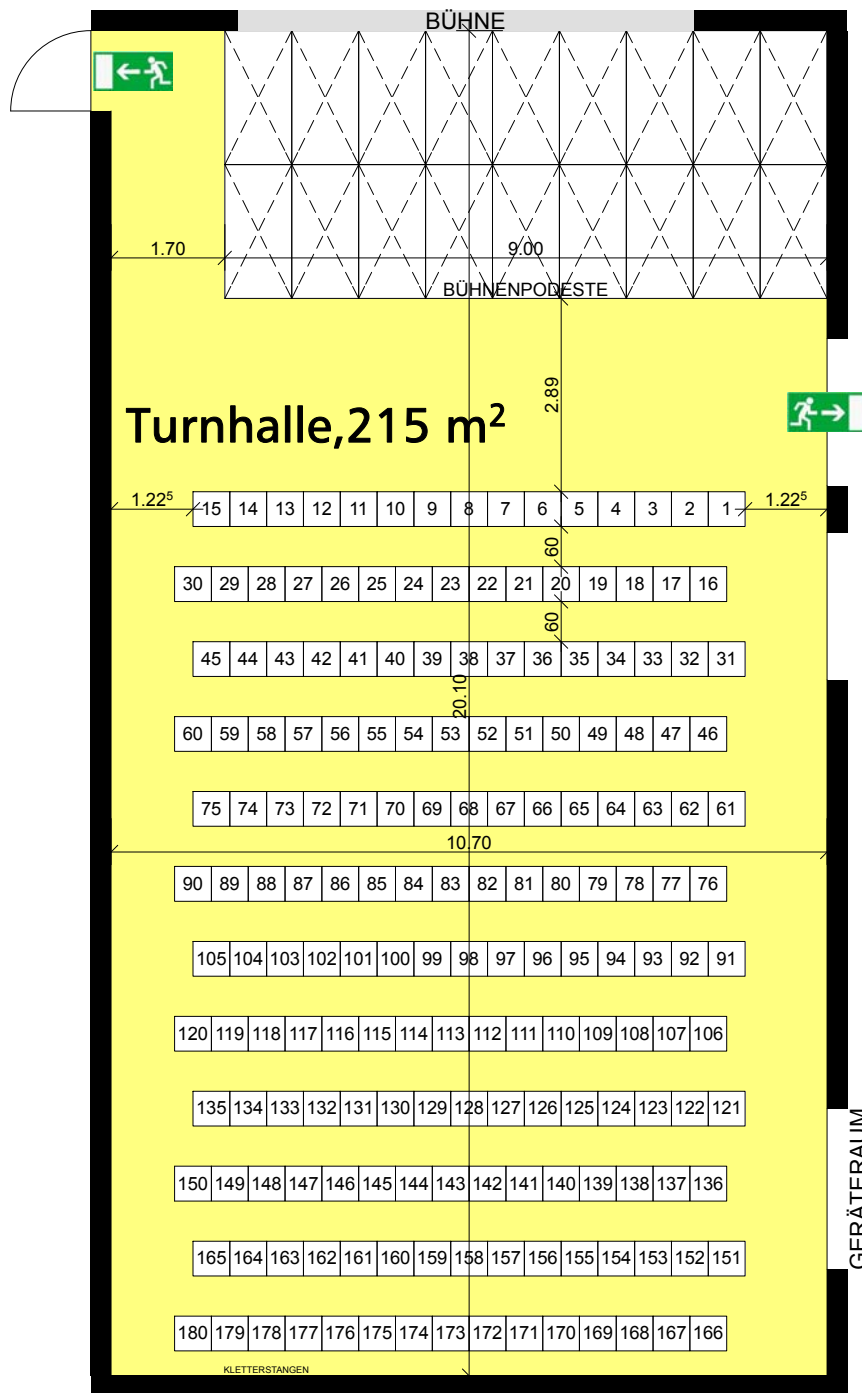 BÜHNE
1.70 9.00
BÜHNENPODESTE
2.89
Turnhalle,215 m²
1.22⁵ 15 14 13 12 11 10 9 8 7 6 5 4 3 2 1 1.22⁵
60
30 29 28 27 26 25 24 23 22 21 20 19 18 17 16
60
45 44 43 42 41 40 39 38 37 36 35 34 33 32 31
20.10
60 59 58 57 56 55 54 53 52 51 50 49 48 47 46
75 74 73 72 71 70 69 68 67 66 65 64 63 62 61
10.70
90 89 88 87 86 85 84 83 82 81 80 79 78 77 76
105 104 103 102 101 100 99 98 97 96 95 94 93 92 91
120 119 118 117 116 115 114 113 112 111 110 109 108 107 106
135 134 133 132 131 130 129 128 127 126 125 124 123 122 121
150 149 148 147 146 145 144 143 142 141 140 139 138 137 136
GERÄTERAUM
165 164 163 162 161 160 159 158 157 156 155 154 153 152 151
180 179 178 177 176 175 174 173 172 171 170 169 168 167 166
KLETTERSTANGEN